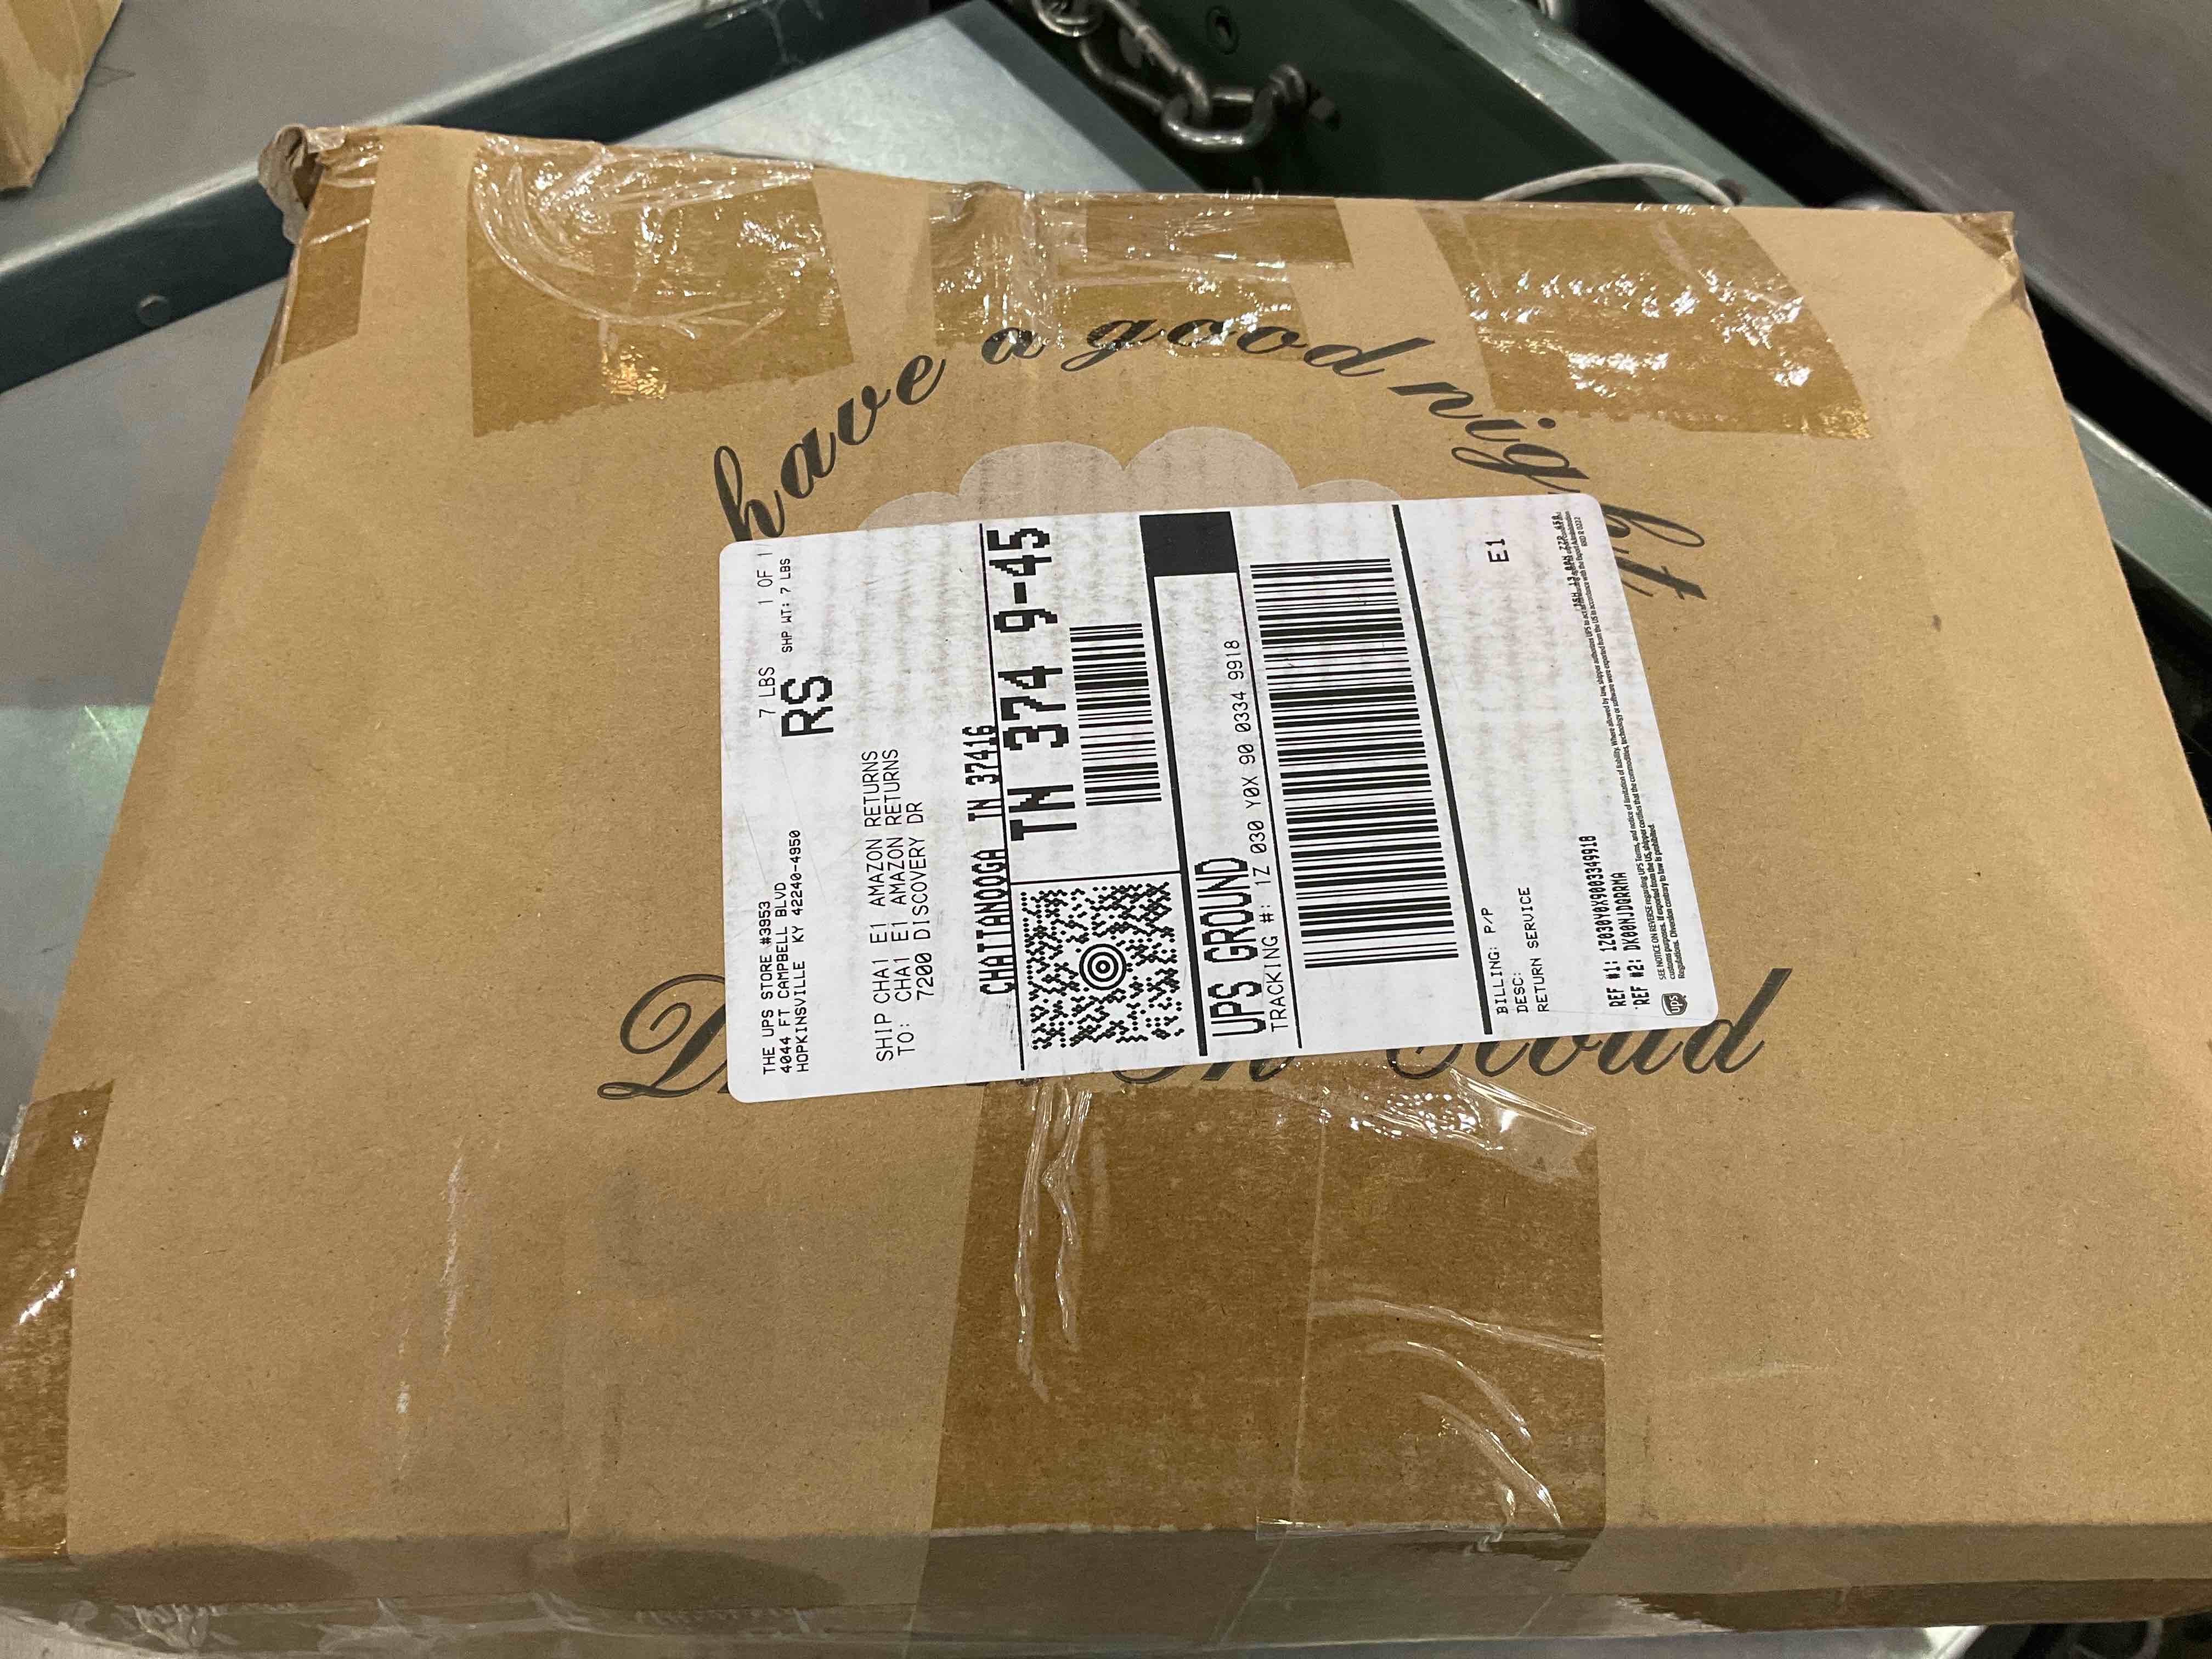 have a good night
THE UPS STORE #3953
4044 FT CAMPBELL BLVD
HOPKINSVILLE KY 42240-4950
7 LBS 1 OF 1
SHP WT: 7 LBS
RS
SHIP CHA1 E1 AMAZON RETURNS
TO: CHA1 E1 AMAZON RETURNS
7200 DISCOVERY DR
CHATTANOOGA TN 37416
TN 374 9-45
UPS GROUND
TRACKING #: 1Z 030 Y0X 90 0334 9918
BILLING: P/P
DESC:
RETURN SERVICE
E1
REF #1: 1Z030Y0X9003349918
REF #2: DK00NJDQRRMA
ups